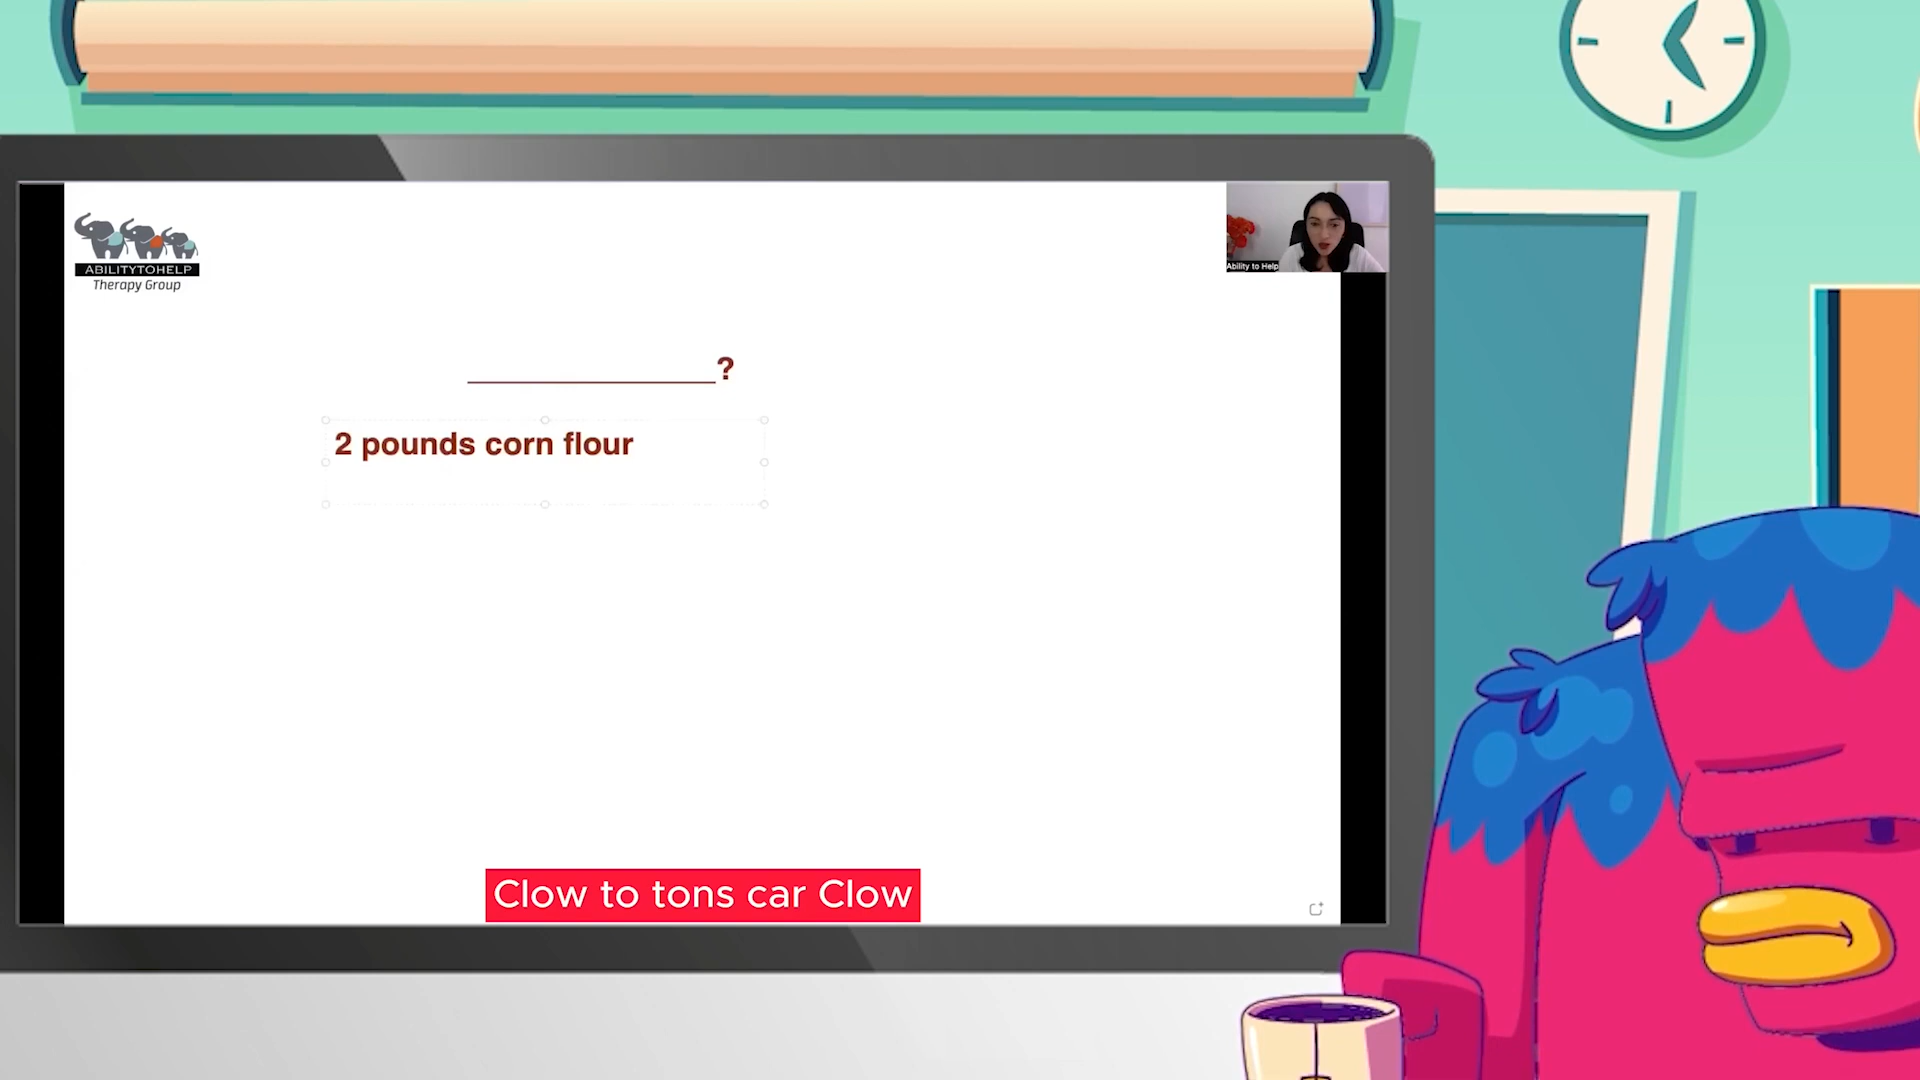 ABILITYTOHELP
Therapy Group
Ability to Help
?
2 pounds corn flour
Clow to tons car Clow